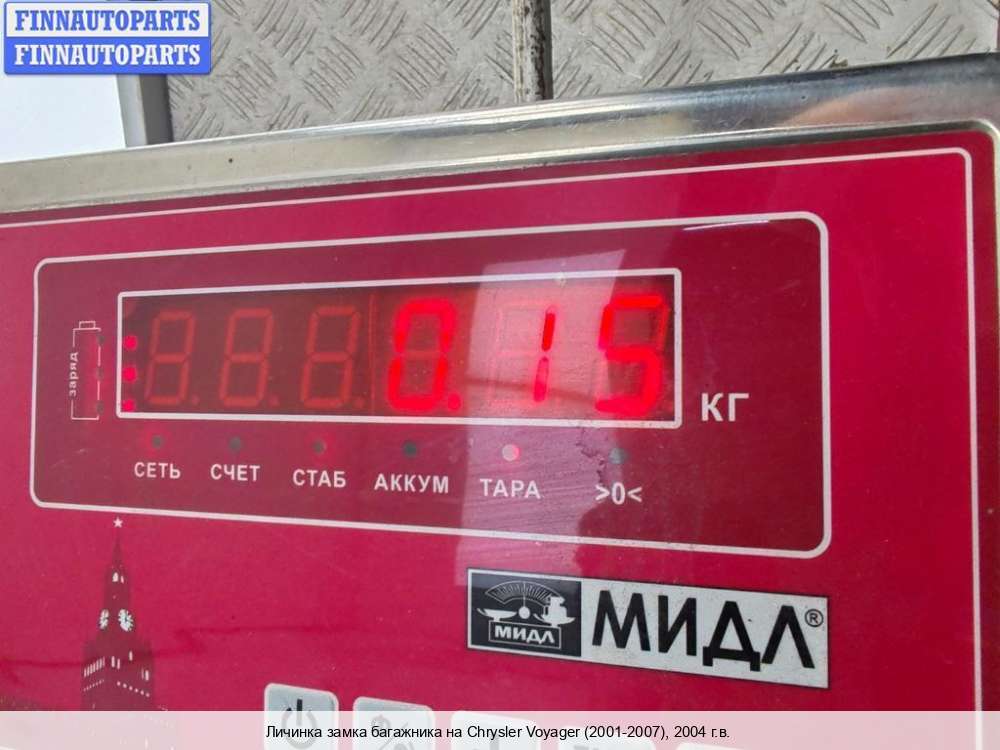 FINNAUTOPARTS
FINNAUTOPARTS
заряд
0.15
КГ
СЕТЬ СЧЕТ СТАБ АККУМ ТАРА >0<
МИДЛ МИДЛ®
Личинка замка багажника на Chrysler Voyager (2001-2007), 2004 г.в.